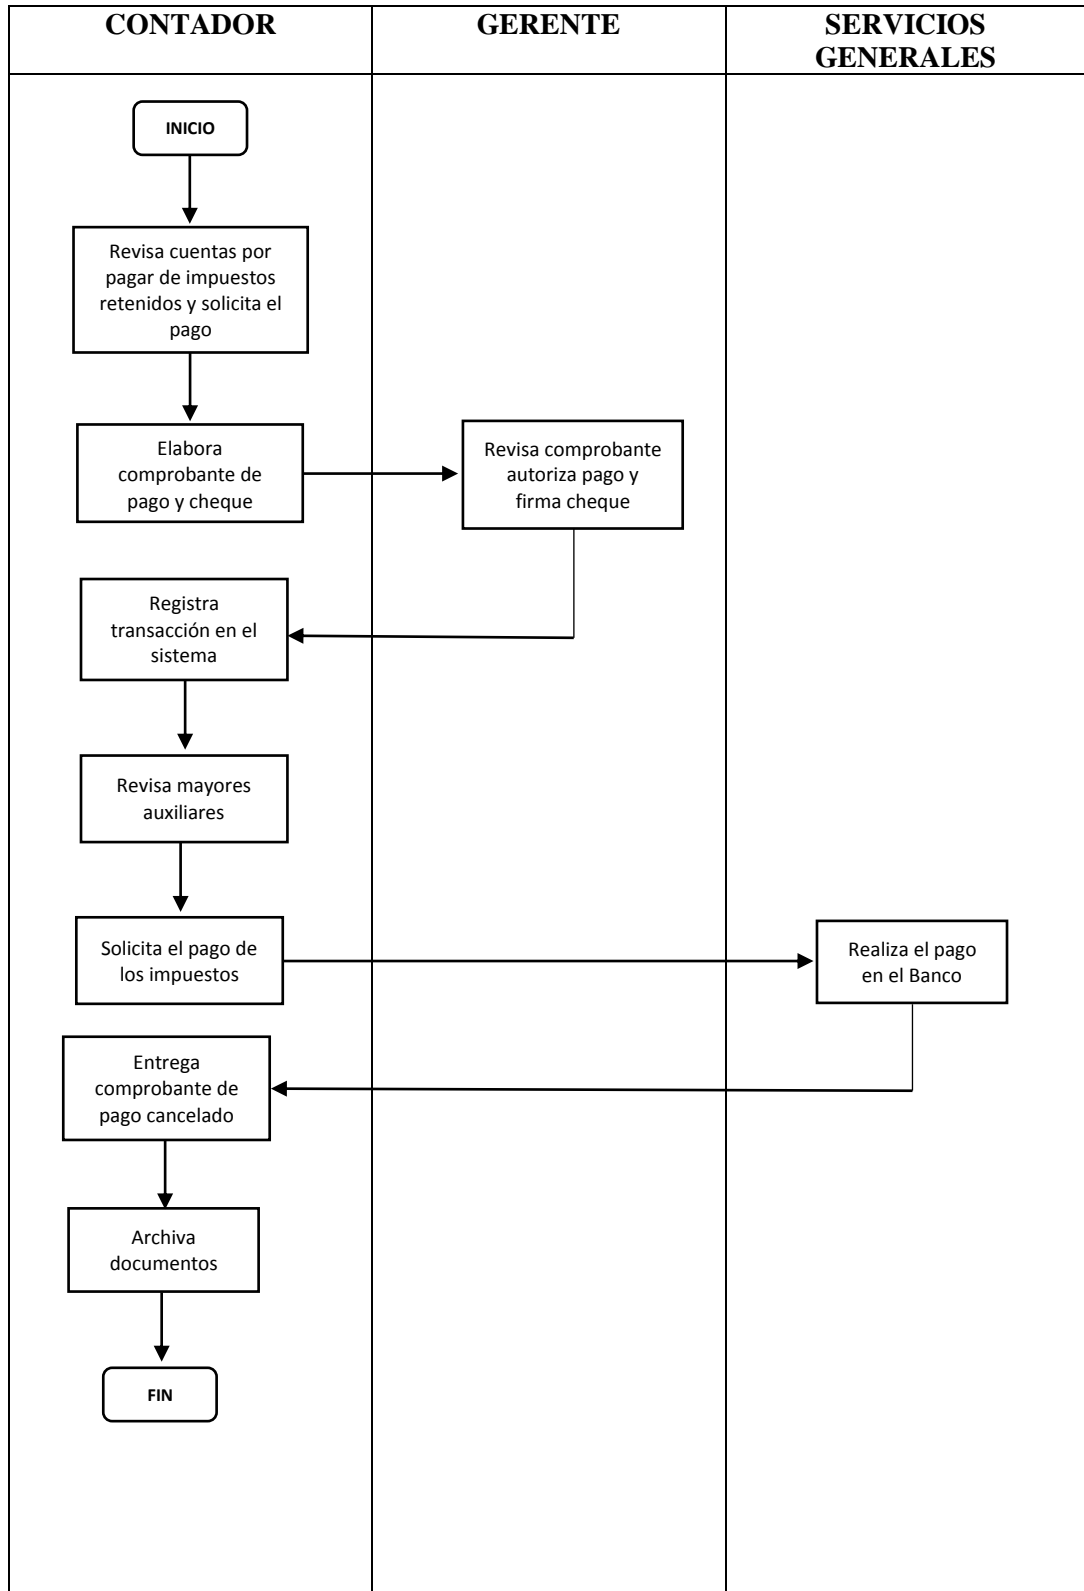 CONTADOR
GERENTE
SERVICIOS
GENERALES
INICIO
Revisa cuentas por
pagar de impuestos
retenidos y solicita el
pago
Elabora
comprobante de
pago y cheque
Revisa comprobante
autoriza pago y
firma cheque
Registra
transacción en el
sistema
Revisa mayores
auxiliares
Solicita el pago de
los impuestos
Realiza el pago
en el Banco
Entrega
comprobante de
pago cancelado
Archiva
documentos
FIN